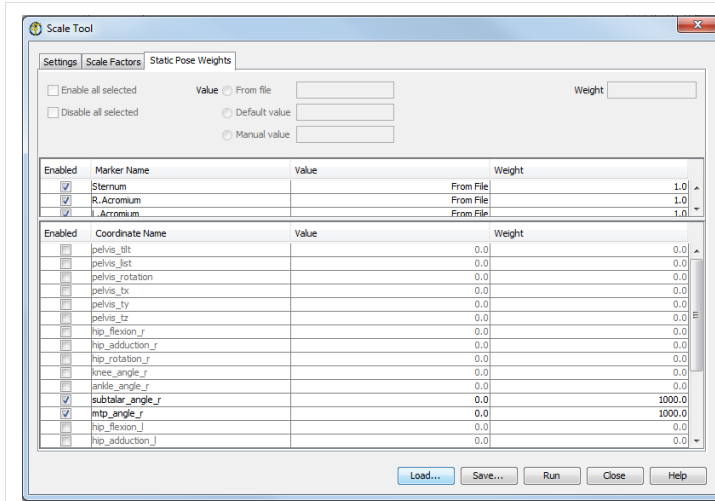 Scale Tool
Settings Scale Factors Static Pose Weights
Enable all selected Value From file Weight
Disable all selected Default value
Manual value
Enabled Marker Name Value Weight
Sternum From File 1.0
R.Acromium From File 1.0
L.Acromium From File 1.0
Enabled Coordinate Name Value Weight
pelvis_tilt 0.0 0.0
pelvis_list 0.0 0.0
pelvis_rotation 0.0 0.0
pelvis_tx 0.0 0.0
pelvis_ty 0.0 0.0
pelvis_tz 0.0 0.0
hip_flexion_r 0.0 0.0
hip_adduction_r 0.0 0.0
hip_rotation_r 0.0 0.0
knee_angle_r 0.0 0.0
ankle_angle_r 0.0 0.0
subtalar_angle_r 0.0 1000.0
mtp_angle_r 0.0 1000.0
hip_flexion_l 0.0 0.0
hip_adduction_l 0.0 0.0
Load... Save... Run Close Help